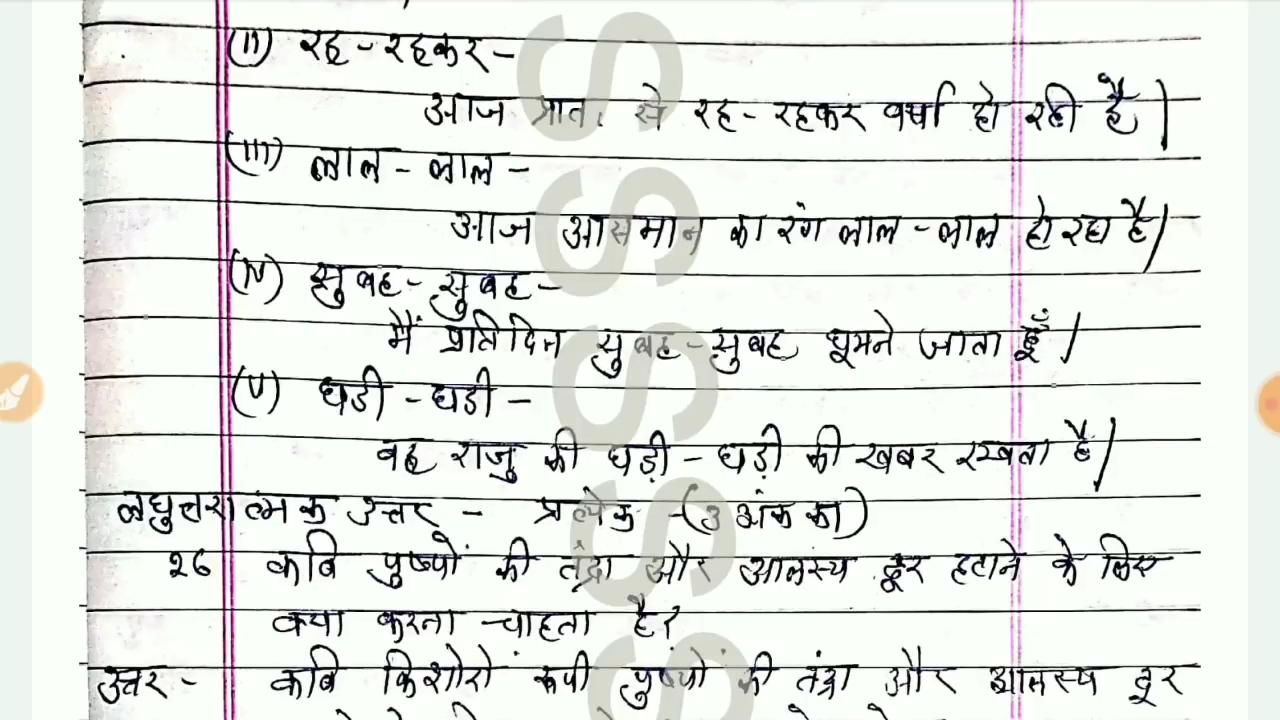 (II) रह - रहकर -
आज प्रातः से रह - रहकर वर्षा हो रही है।
(III) लाल - लाल -
आज आसमान का रंग लाल - लाल हो रहा है।
(IV) सुबह - सुबह -
मैं प्रतिदिन सुबह - सुबह घूमने जाता हूँ।
(V) घडी - घडी -
वह राजु की घड़ी - घड़ी की खबर रखता है।
लघुत्तरात्मक उत्तर - प्रत्येक - (3 अंक का)
26 कवि पुष्पों की तंद्रा और आलस्य दूर हटाने के लिए
क्या करना चाहता है?
उत्तर - कवि किशोरों रूपी पुष्पों की तंद्रा और आलस्य दूर
SSSSSS